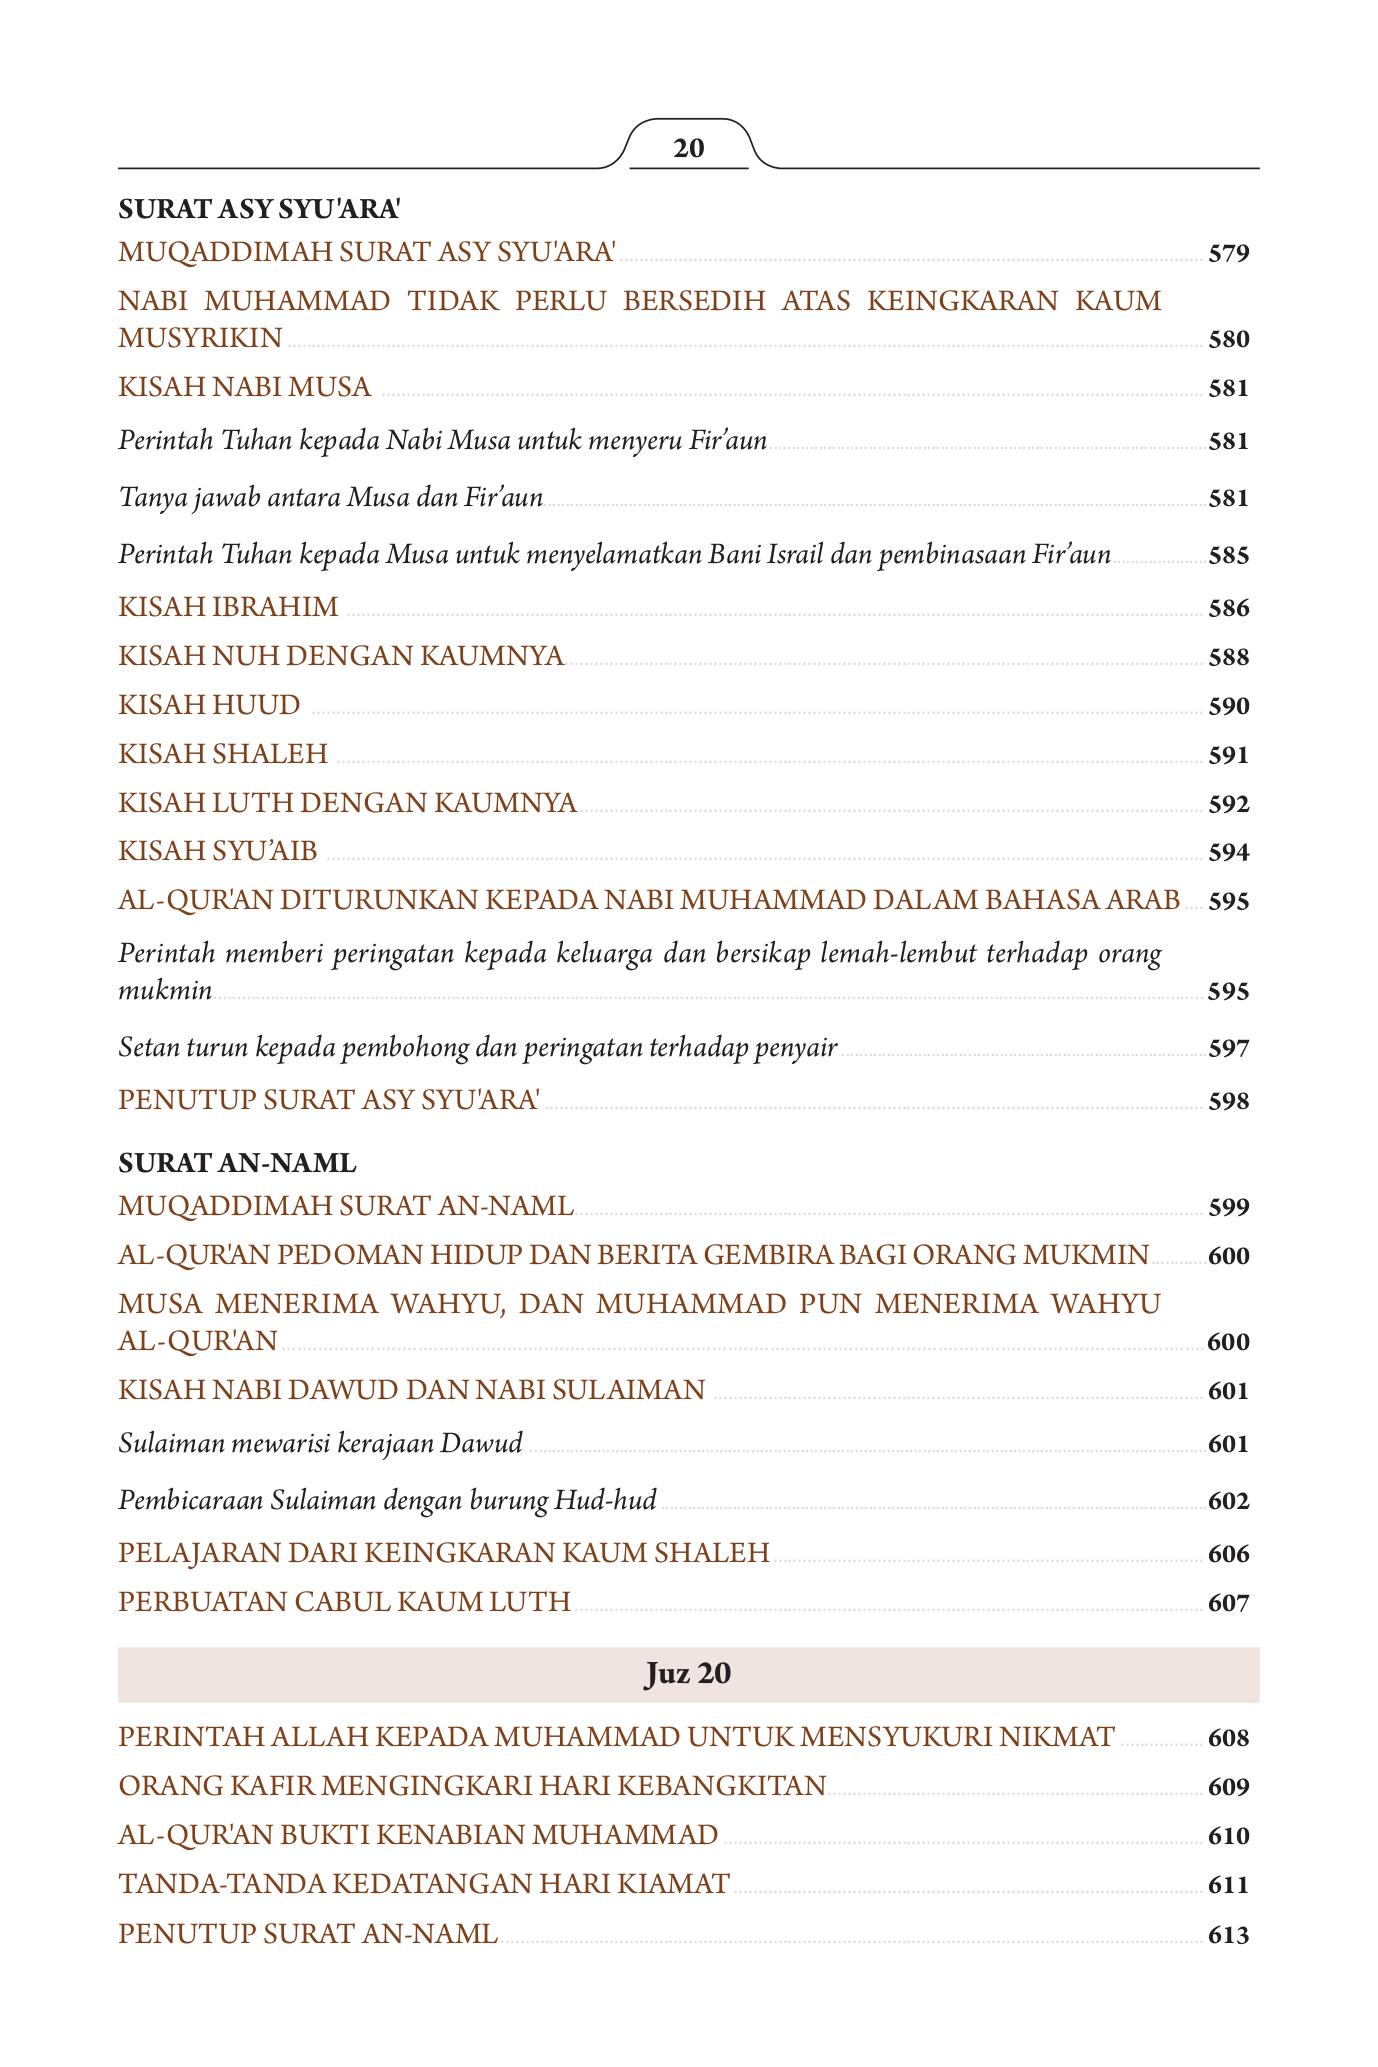 20
SURAT ASY SYU'ARA'
MUQADDIMAH SURAT ASY SYU'ARA' 579
NABI MUHAMMAD TIDAK PERLU BERSEDIH ATAS KEINGKARAN KAUM
MUSYRIKIN 580
KISAH NABI MUSA 581
Perintah Tuhan kepada Nabi Musa untuk menyeru Fir’aun 581
Tanya jawab antara Musa dan Fir’aun 581
Perintah Tuhan kepada Musa untuk menyelamatkan Bani Israil dan pembinasaan Fir’aun 585
KISAH IBRAHIM 586
KISAH NUH DENGAN KAUMNYA 588
KISAH HUUD 590
KISAH SHALEH 591
KISAH LUTH DENGAN KAUMNYA 592
KISAH SYU’AIB 594
AL-QUR'AN DITURUNKAN KEPADA NABI MUHAMMAD DALAM BAHASA ARAB 595
Perintah memberi peringatan kepada keluarga dan bersikap lemah-lembut terhadap orang
mukmin 595
Setan turun kepada pembohong dan peringatan terhadap penyair 597
PENUTUP SURAT ASY SYU'ARA' 598
SURAT AN-NAML
MUQADDIMAH SURAT AN-NAML 599
AL-QUR'AN PEDOMAN HIDUP DAN BERITA GEMBIRA BAGI ORANG MUKMIN 600
MUSA MENERIMA WAHYU, DAN MUHAMMAD PUN MENERIMA WAHYU
AL-QUR'AN 600
KISAH NABI DAWUD DAN NABI SULAIMAN 601
Sulaiman mewarisi kerajaan Dawud 601
Pembicaraan Sulaiman dengan burung Hud-hud 602
PELAJARAN DARI KEINGKARAN KAUM SHALEH 606
PERBUATAN CABUL KAUM LUTH 607
Juz 20
PERINTAH ALLAH KEPADA MUHAMMAD UNTUK MENSYUKURI NIKMAT 608
ORANG KAFIR MENGINGKARI HARI KEBANGKITAN 609
AL-QUR'AN BUKTI KENABIAN MUHAMMAD 610
TANDA-TANDA KEDATANGAN HARI KIAMAT 611
PENUTUP SURAT AN-NAML 613